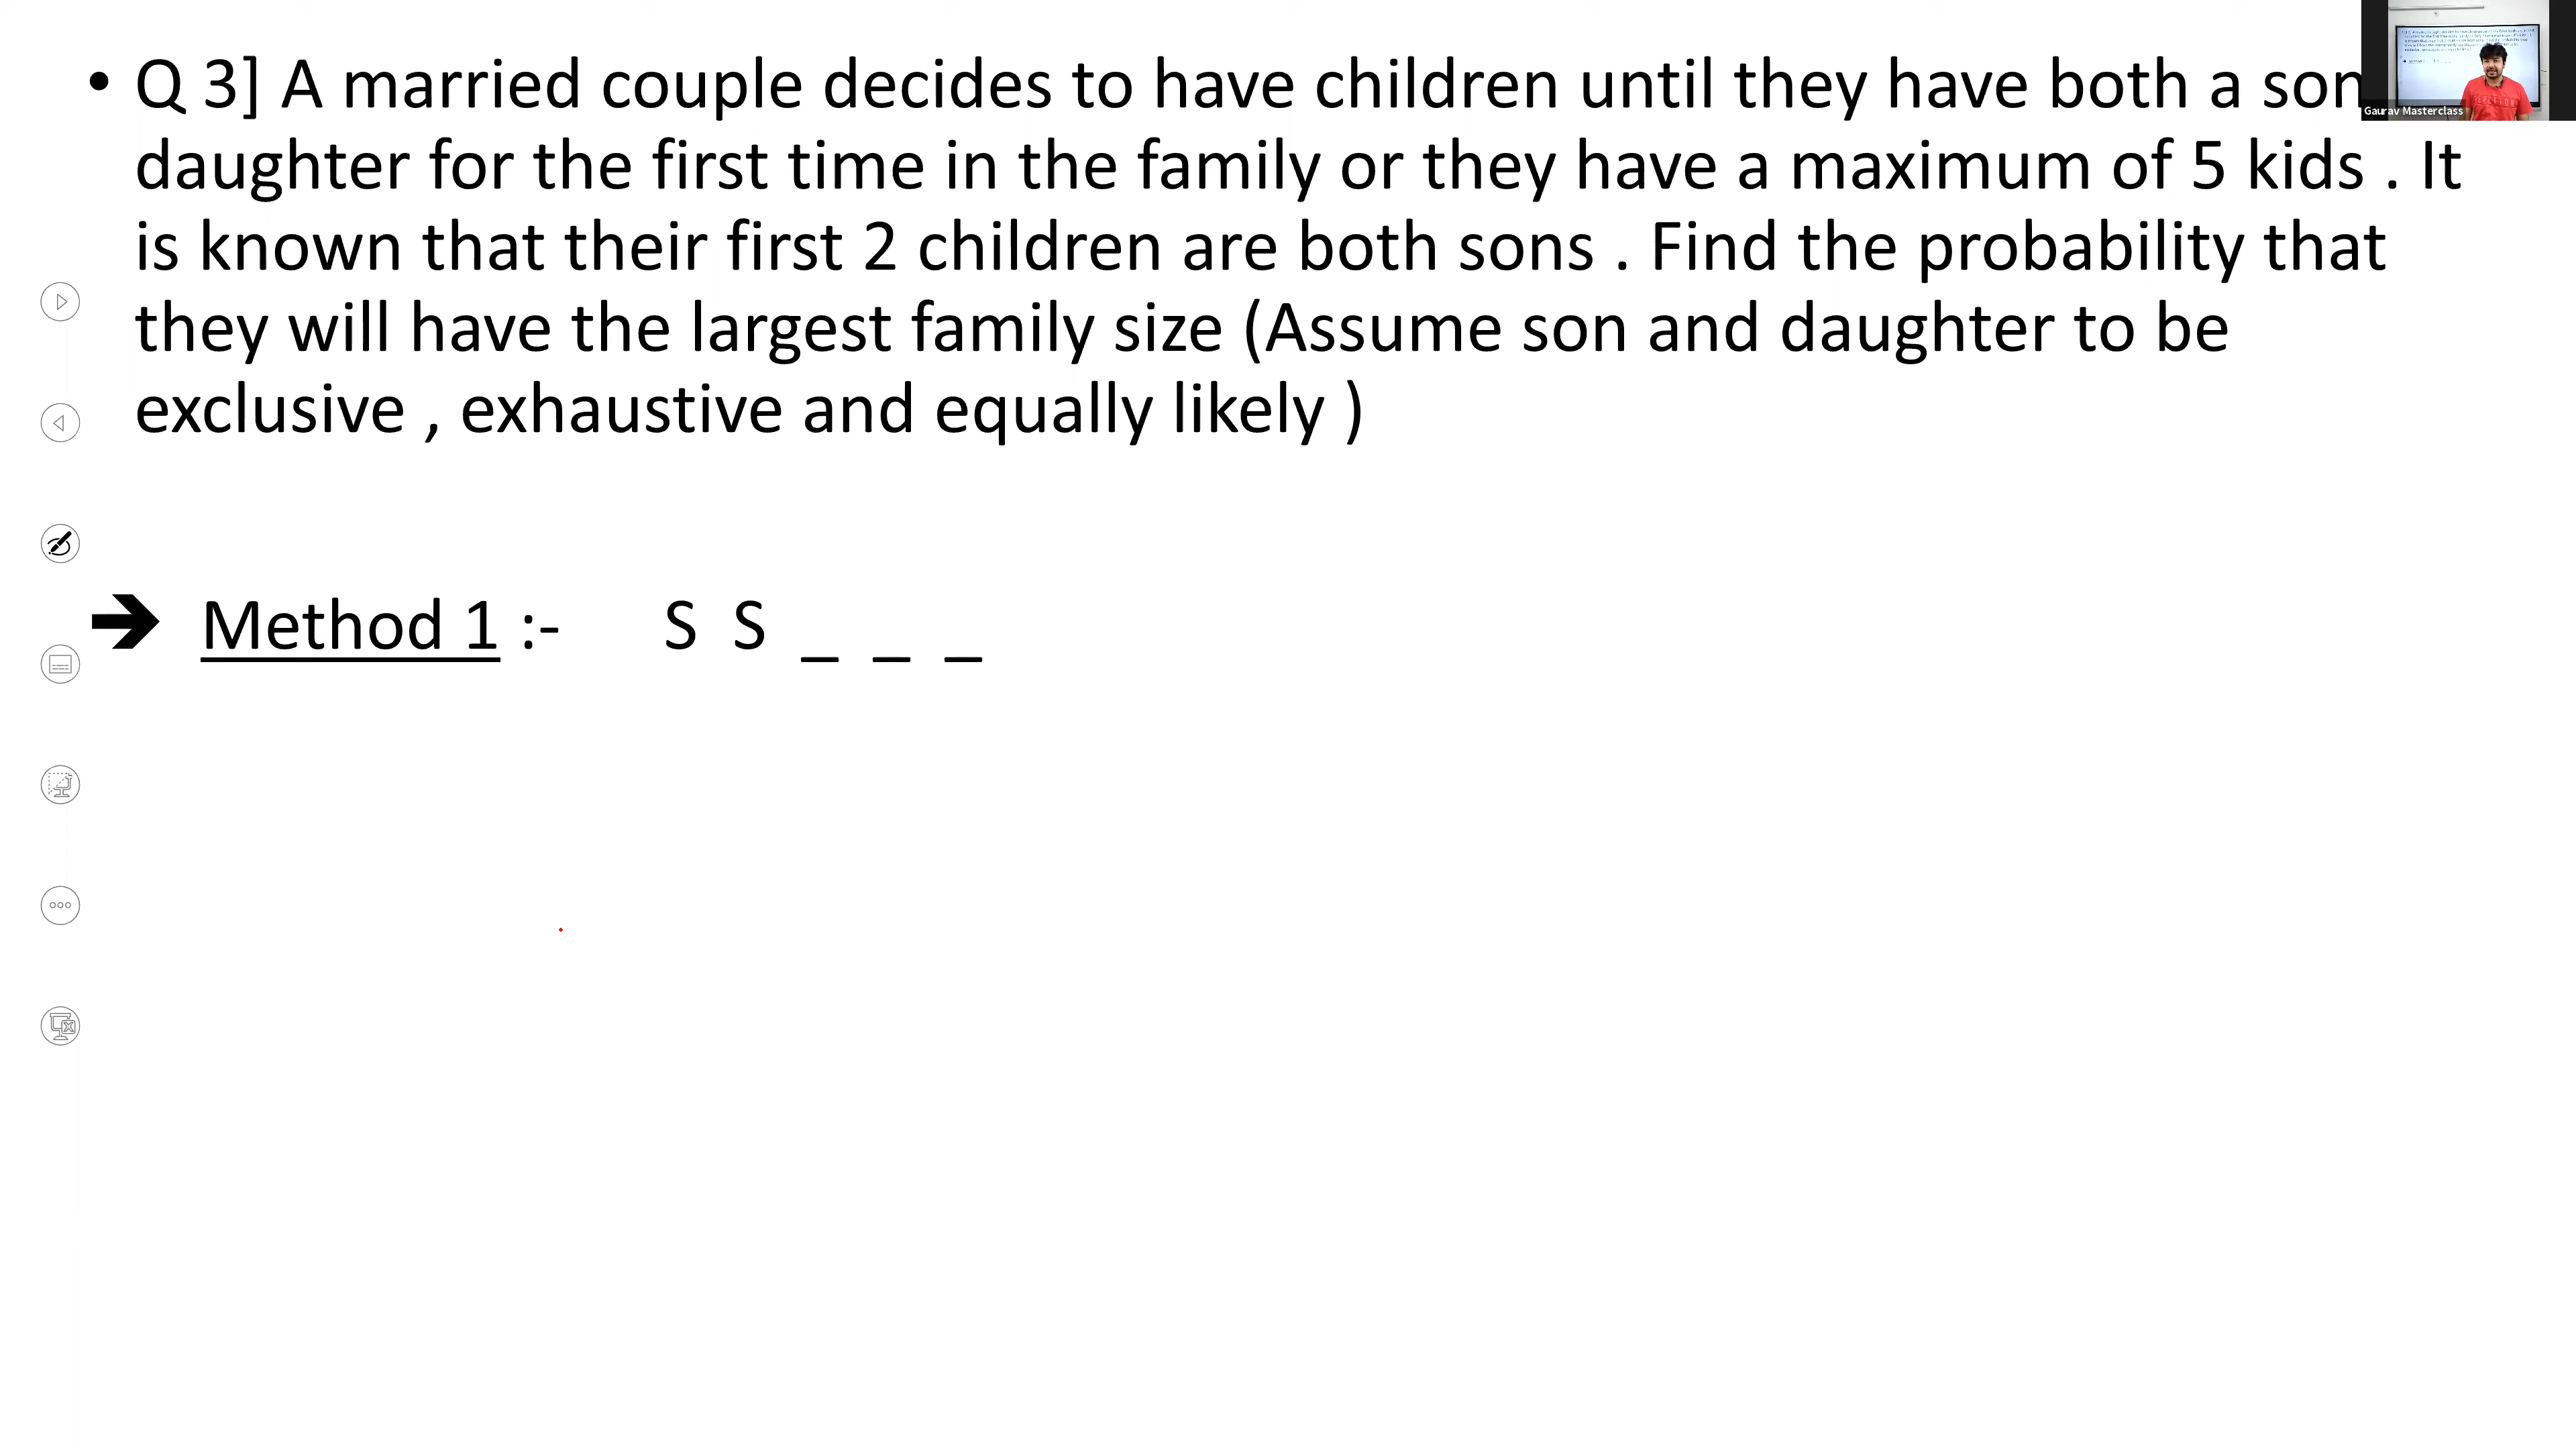 • Q 3] A married couple decides to have children until they have both a son
daughter for the first time in the family or they have a maximum of 5 kids . It
is known that their first 2 children are both sons . Find the probability that
they will have the largest family size (Assume son and daughter to be
exclusive , exhaustive and equally likely )
➔ Method 1 :- S S _ _ _
Gaurav Masterclass